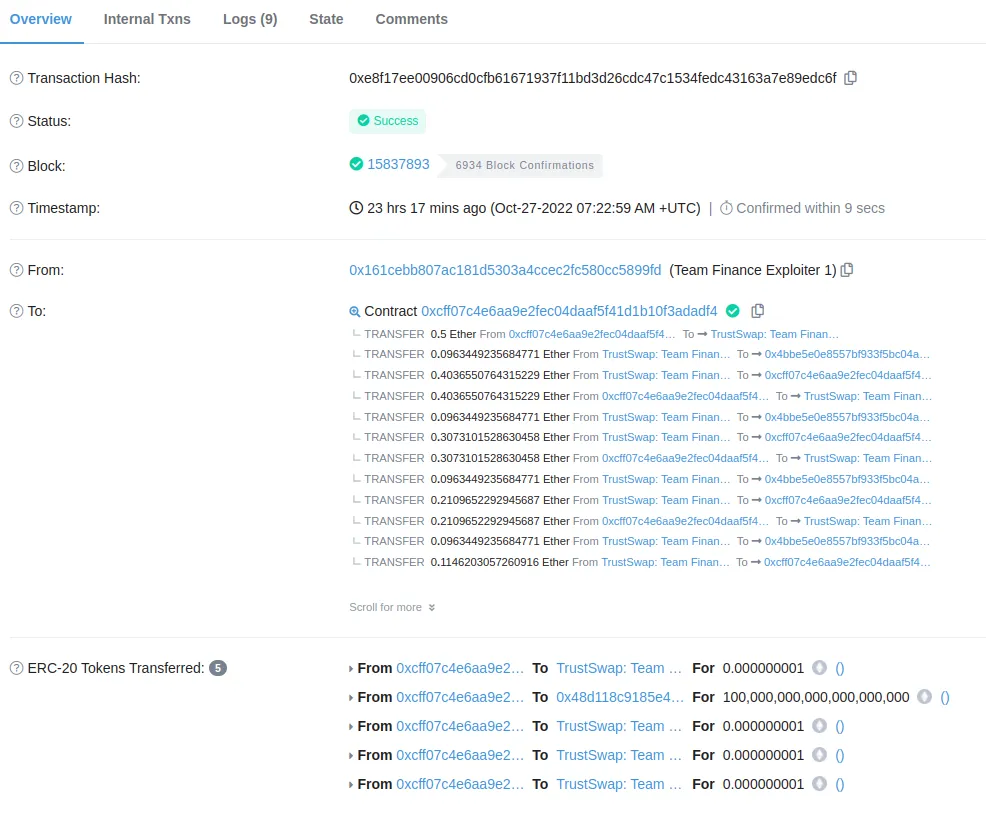 Overview Internal Txns Logs (9) State Comments
Transaction Hash: 0xe8f17ee00906cd0cfb61671937f11bd3d26cdc47c1534fedc43163a7e89edc6f
Status: Success
Block: 15837893 6934 Block Confirmations
Timestamp: 23 hrs 17 mins ago (Oct-27-2022 07:22:59 AM +UTC) | Confirmed within 9 secs
From: 0x161cebb807ac181d5303a4ccec2fc580cc5899fd (Team Finance Exploiter 1)
To: Contract 0xcff07c4e6aa9e2fec04daaf5f41d1b10f3adadf4
TRANSFER 0.5 Ether From 0xcff07c4e6aa9e2fec04daaf5f4… To TrustSwap: Team Finan…
TRANSFER 0.0963449235684771 Ether From TrustSwap: Team Finan… To 0x4bbe5e0e8557bf933f5bc04a…
TRANSFER 0.4036550764315229 Ether From TrustSwap: Team Finan… To 0xcff07c4e6aa9e2fec04daaf5f4…
TRANSFER 0.4036550764315229 Ether From 0xcff07c4e6aa9e2fec04daaf5f4… To TrustSwap: Team Finan…
TRANSFER 0.0963449235684771 Ether From TrustSwap: Team Finan… To 0x4bbe5e0e8557bf933f5bc04a…
TRANSFER 0.3073101528630458 Ether From TrustSwap: Team Finan… To 0xcff07c4e6aa9e2fec04daaf5f4…
TRANSFER 0.3073101528630458 Ether From 0xcff07c4e6aa9e2fec04daaf5f4… To TrustSwap: Team Finan…
TRANSFER 0.0963449235684771 Ether From TrustSwap: Team Finan… To 0x4bbe5e0e8557bf933f5bc04a…
TRANSFER 0.2109652292945687 Ether From TrustSwap: Team Finan… To 0xcff07c4e6aa9e2fec04daaf5f4…
TRANSFER 0.2109652292945687 Ether From 0xcff07c4e6aa9e2fec04daaf5f4… To TrustSwap: Team Finan…
TRANSFER 0.0963449235684771 Ether From TrustSwap: Team Finan… To 0x4bbe5e0e8557bf933f5bc04a…
TRANSFER 0.1146203057260916 Ether From TrustSwap: Team Finan… To 0xcff07c4e6aa9e2fec04daaf5f4…
Scroll for more
ERC-20 Tokens Transferred: 5 From 0xcff07c4e6aa9e2… To TrustSwap: Team … For 0.000000001 ()
From 0xcff07c4e6aa9e2… To 0x48d118c9185e4… For 100,000,000,000,000,000,000 ()
From 0xcff07c4e6aa9e2… To TrustSwap: Team … For 0.000000001 ()
From 0xcff07c4e6aa9e2… To TrustSwap: Team … For 0.000000001 ()
From 0xcff07c4e6aa9e2… To TrustSwap: Team … For 0.000000001 ()